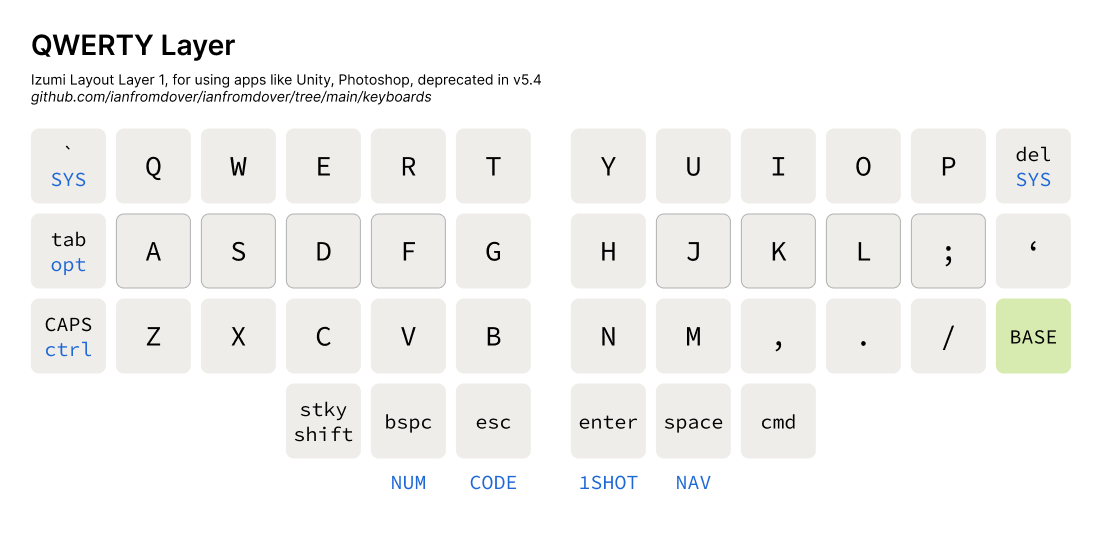 QWERTY Layer
Izumi Layout Layer 1, for using apps like Unity, Photoshop, deprecated in v5.4
github.com/ianfromdover/ianfromdover/tree/main/keyboards
` Q W E R T Y U I O P del
SYS SYS
tab A S D F G H J K L ; ‘
opt
CAPS Z X C V B N M , . / BASE
ctrl
stky
shift bspc esc enter space cmd
NUM CODE 1SHOT NAV